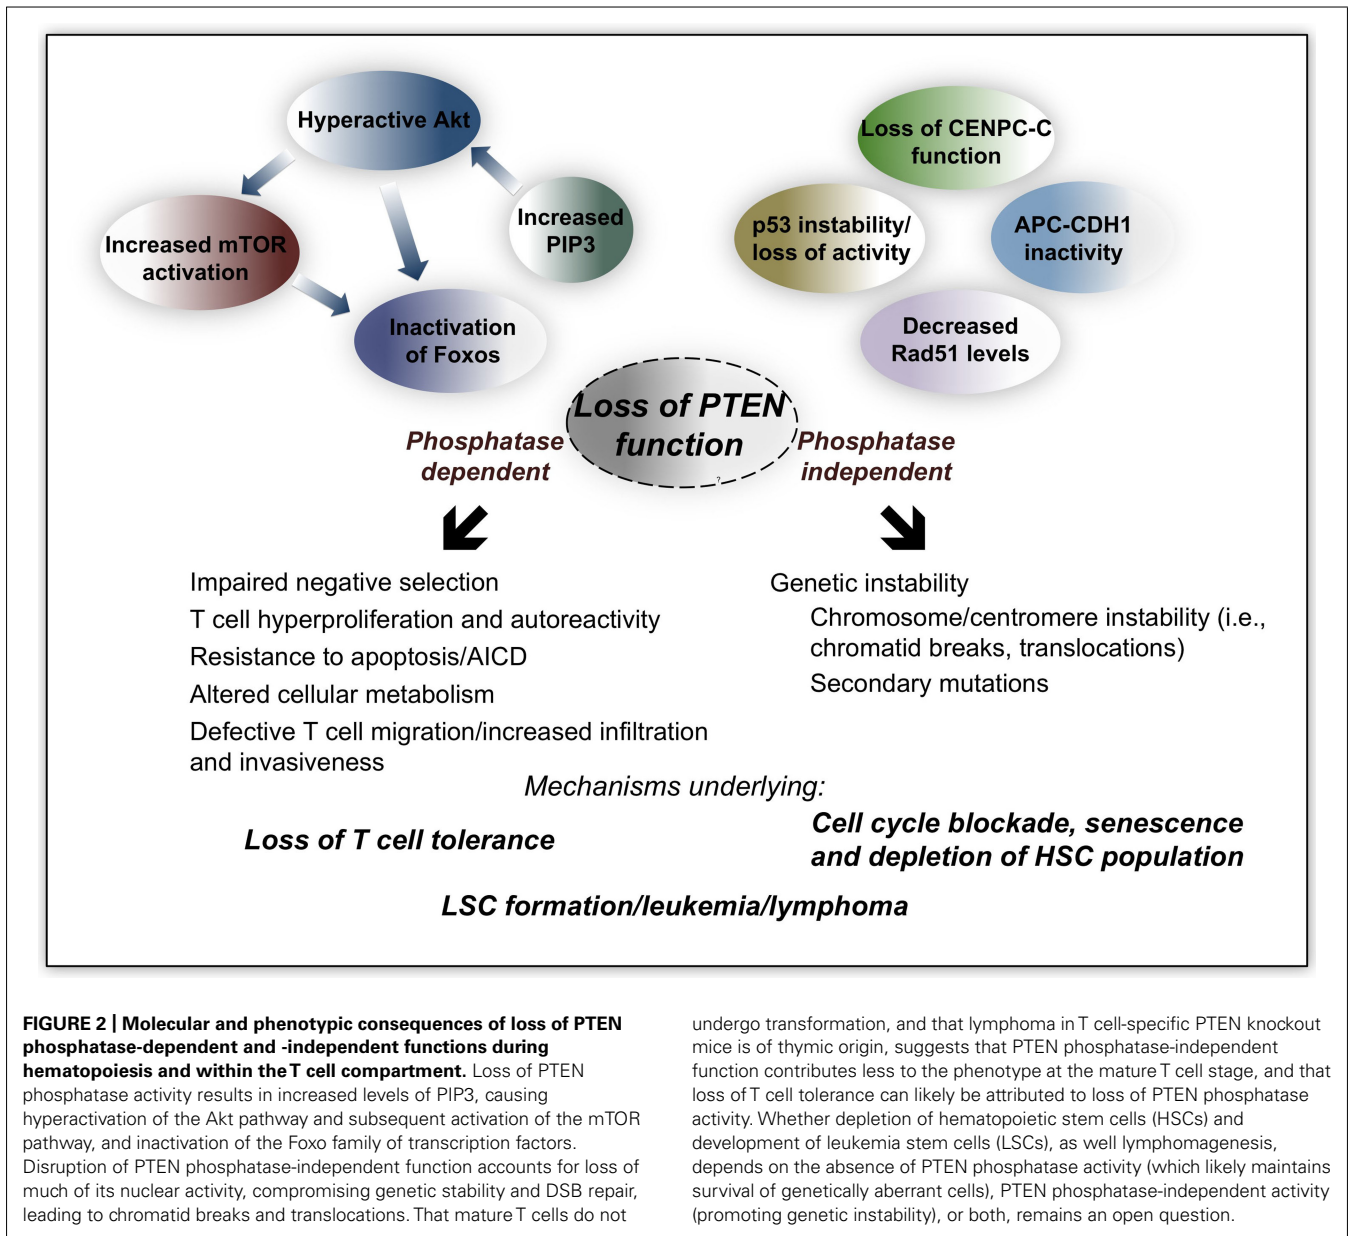 Hyperactive Akt
Increased
PIP3
Increased mTOR
activation
Inactivation
of Foxos
Loss of CENPC-C
function
p53 instability/
loss of activity
APC-CDH1
inactivity
Decreased
Rad51 levels
Loss of PTEN
function
?
Phosphatase
dependent
Phosphatase
independent
Impaired negative selection
T cell hyperproliferation and autoreactivity
Resistance to apoptosis/AICD
Altered cellular metabolism
Defective T cell migration/increased infiltration
and invasiveness
Genetic instability
Chromosome/centromere instability (i.e.,
chromatid breaks, translocations)
Secondary mutations
Mechanisms underlying:
Loss of T cell tolerance
Cell cycle blockade, senescence
and depletion of HSC population
LSC formation/leukemia/lymphoma
FIGURE 2 | Molecular and phenotypic consequences of loss of PTEN
phosphatase-dependent and -independent functions during
hematopoiesis and within the T cell compartment. Loss of PTEN
phosphatase activity results in increased levels of PIP3, causing
hyperactivation of the Akt pathway and subsequent activation of the mTOR
pathway, and inactivation of the Foxo family of transcription factors.
Disruption of PTEN phosphatase-independent function accounts for loss of
much of its nuclear activity, compromising genetic stability and DSB repair,
leading to chromatid breaks and translocations. That mature T cells do not
undergo transformation, and that lymphoma in T cell-specific PTEN knockout
mice is of thymic origin, suggests that PTEN phosphatase-independent
function contributes less to the phenotype at the mature T cell stage, and that
loss of T cell tolerance can likely be attributed to loss of PTEN phosphatase
activity. Whether depletion of hematopoietic stem cells (HSCs) and
development of leukemia stem cells (LSCs), as well lymphomagenesis,
depends on the absence of PTEN phosphatase activity (which likely maintains
survival of genetically aberrant cells), PTEN phosphatase-independent activity
(promoting genetic instability), or both, remains an open question.